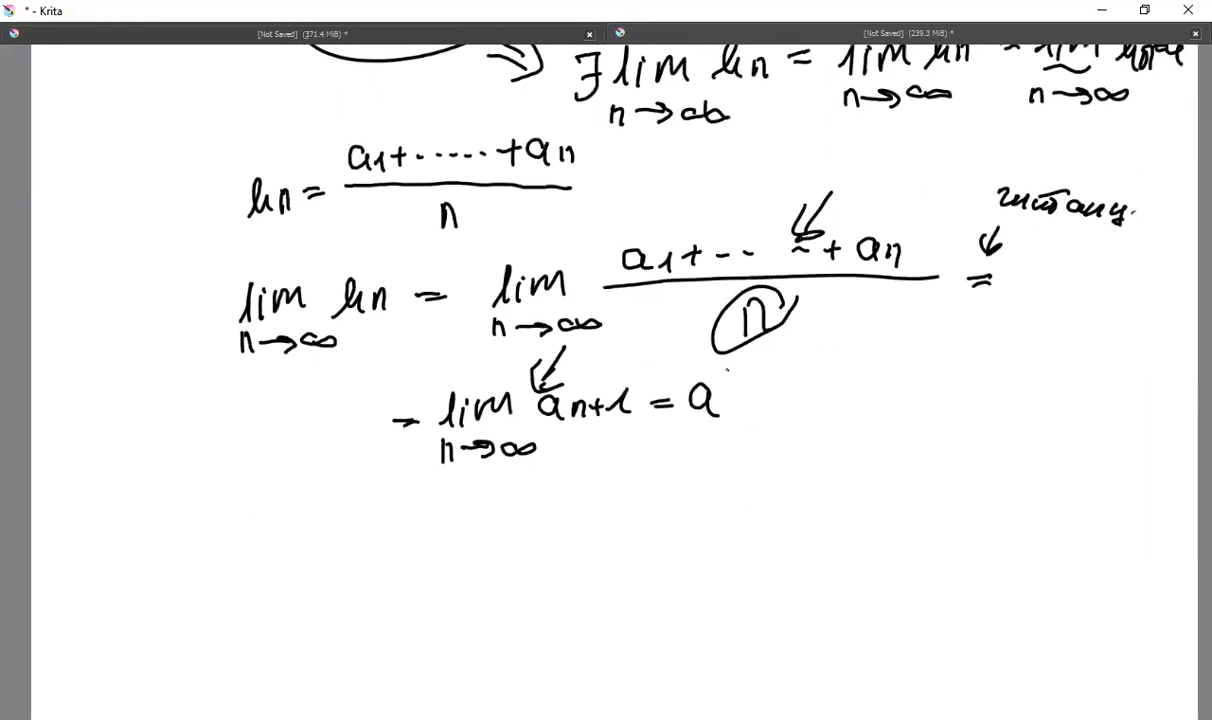 * - Krita
[Not Saved] (371.4 MiB) * [Not Saved] (239.3 MiB) *
⇒ ∃ lim bn = lim bn = lim
n→∞ n→∞ n→∞
bn = (a1+......+an)/n
lim bn = lim (a1+... + an)/n =
n→∞ n→∞
= lim an+1 = a
n→∞